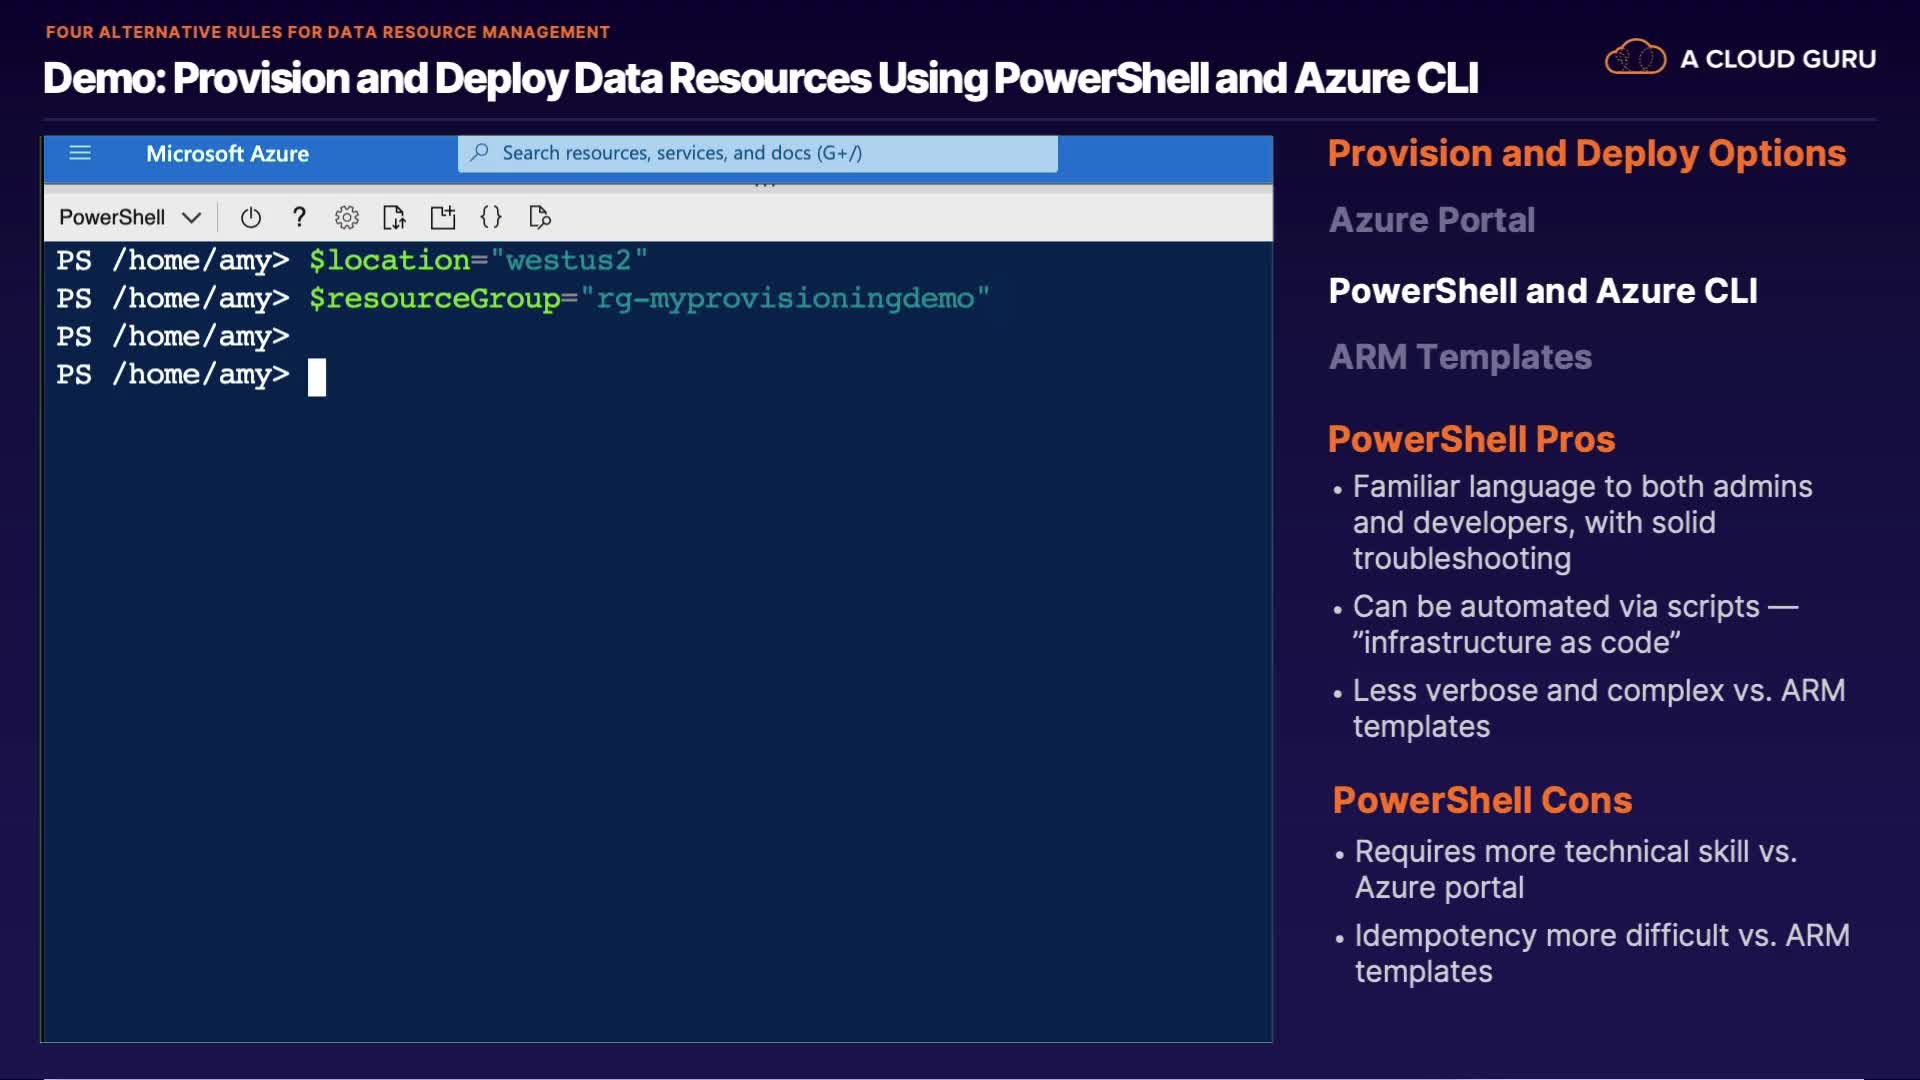 FOUR ALTERNATIVE RULES FOR DATA RESOURCE MANAGEMENT
Demo: Provision and Deploy Data Resources Using PowerShell and Azure CLI
A CLOUD GURU
Microsoft Azure
Search resources, services, and docs (G+/)
PowerShell
PS /home/amy> $location="westus2"
PS /home/amy> $resourceGroup="rg-myprovisioningdemo"
PS /home/amy>
PS /home/amy>
Provision and Deploy Options
Azure Portal
PowerShell and Azure CLI
ARM Templates
PowerShell Pros
• Familiar language to both admins
and developers, with solid
troubleshooting
• Can be automated via scripts —
”infrastructure as code”
• Less verbose and complex vs. ARM
templates
PowerShell Cons
• Requires more technical skill vs.
Azure portal
• Idempotency more difficult vs. ARM
templates